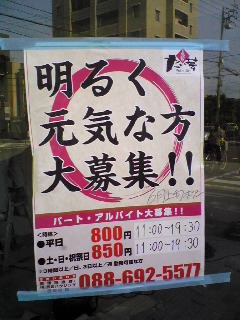 明るく
元気な方
大募集!!
パート・アルバイト大募集!!
●平日 800円 11:00~19:30
●土・日・祝祭日 850円 11:00~19:30
088-692-5577